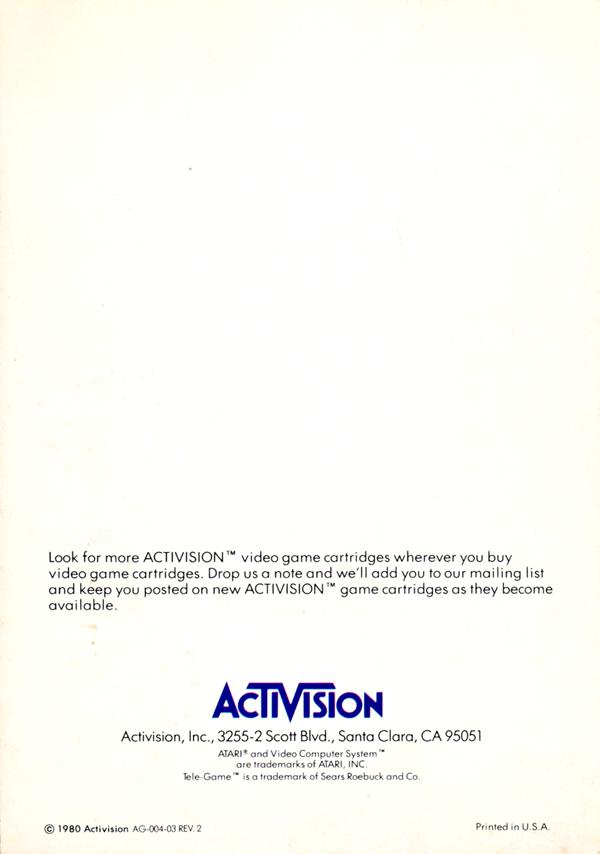 Look for more ACTIVISION™ video game cartridges wherever you buy
video game cartridges. Drop us a note and we'll add you to our mailing list
and keep you posted on new ACTIVISION™ game cartridges as they become
available.
ACTIVISION
Activision, Inc., 3255-2 Scott Blvd., Santa Clara, CA 95051
ATARI® and Video Computer System™
are trademarks of ATARI, INC.
Tele-Game™ is a trademark of Sears Roebuck and Co.
© 1980 Activision AG-004-03 REV. 2
Printed in U.S.A.